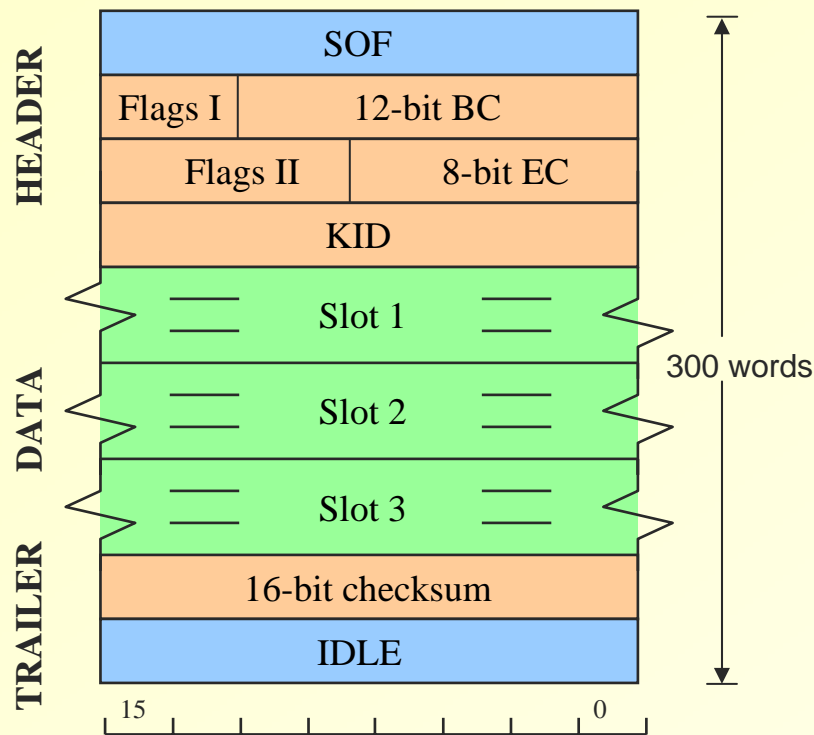 HEADER
SOF
Flags I 12-bit BC
Flags II 8-bit EC
KID
DATA
Slot 1
Slot 2
Slot 3
300 words
TRAILER
16-bit checksum
IDLE
15 0